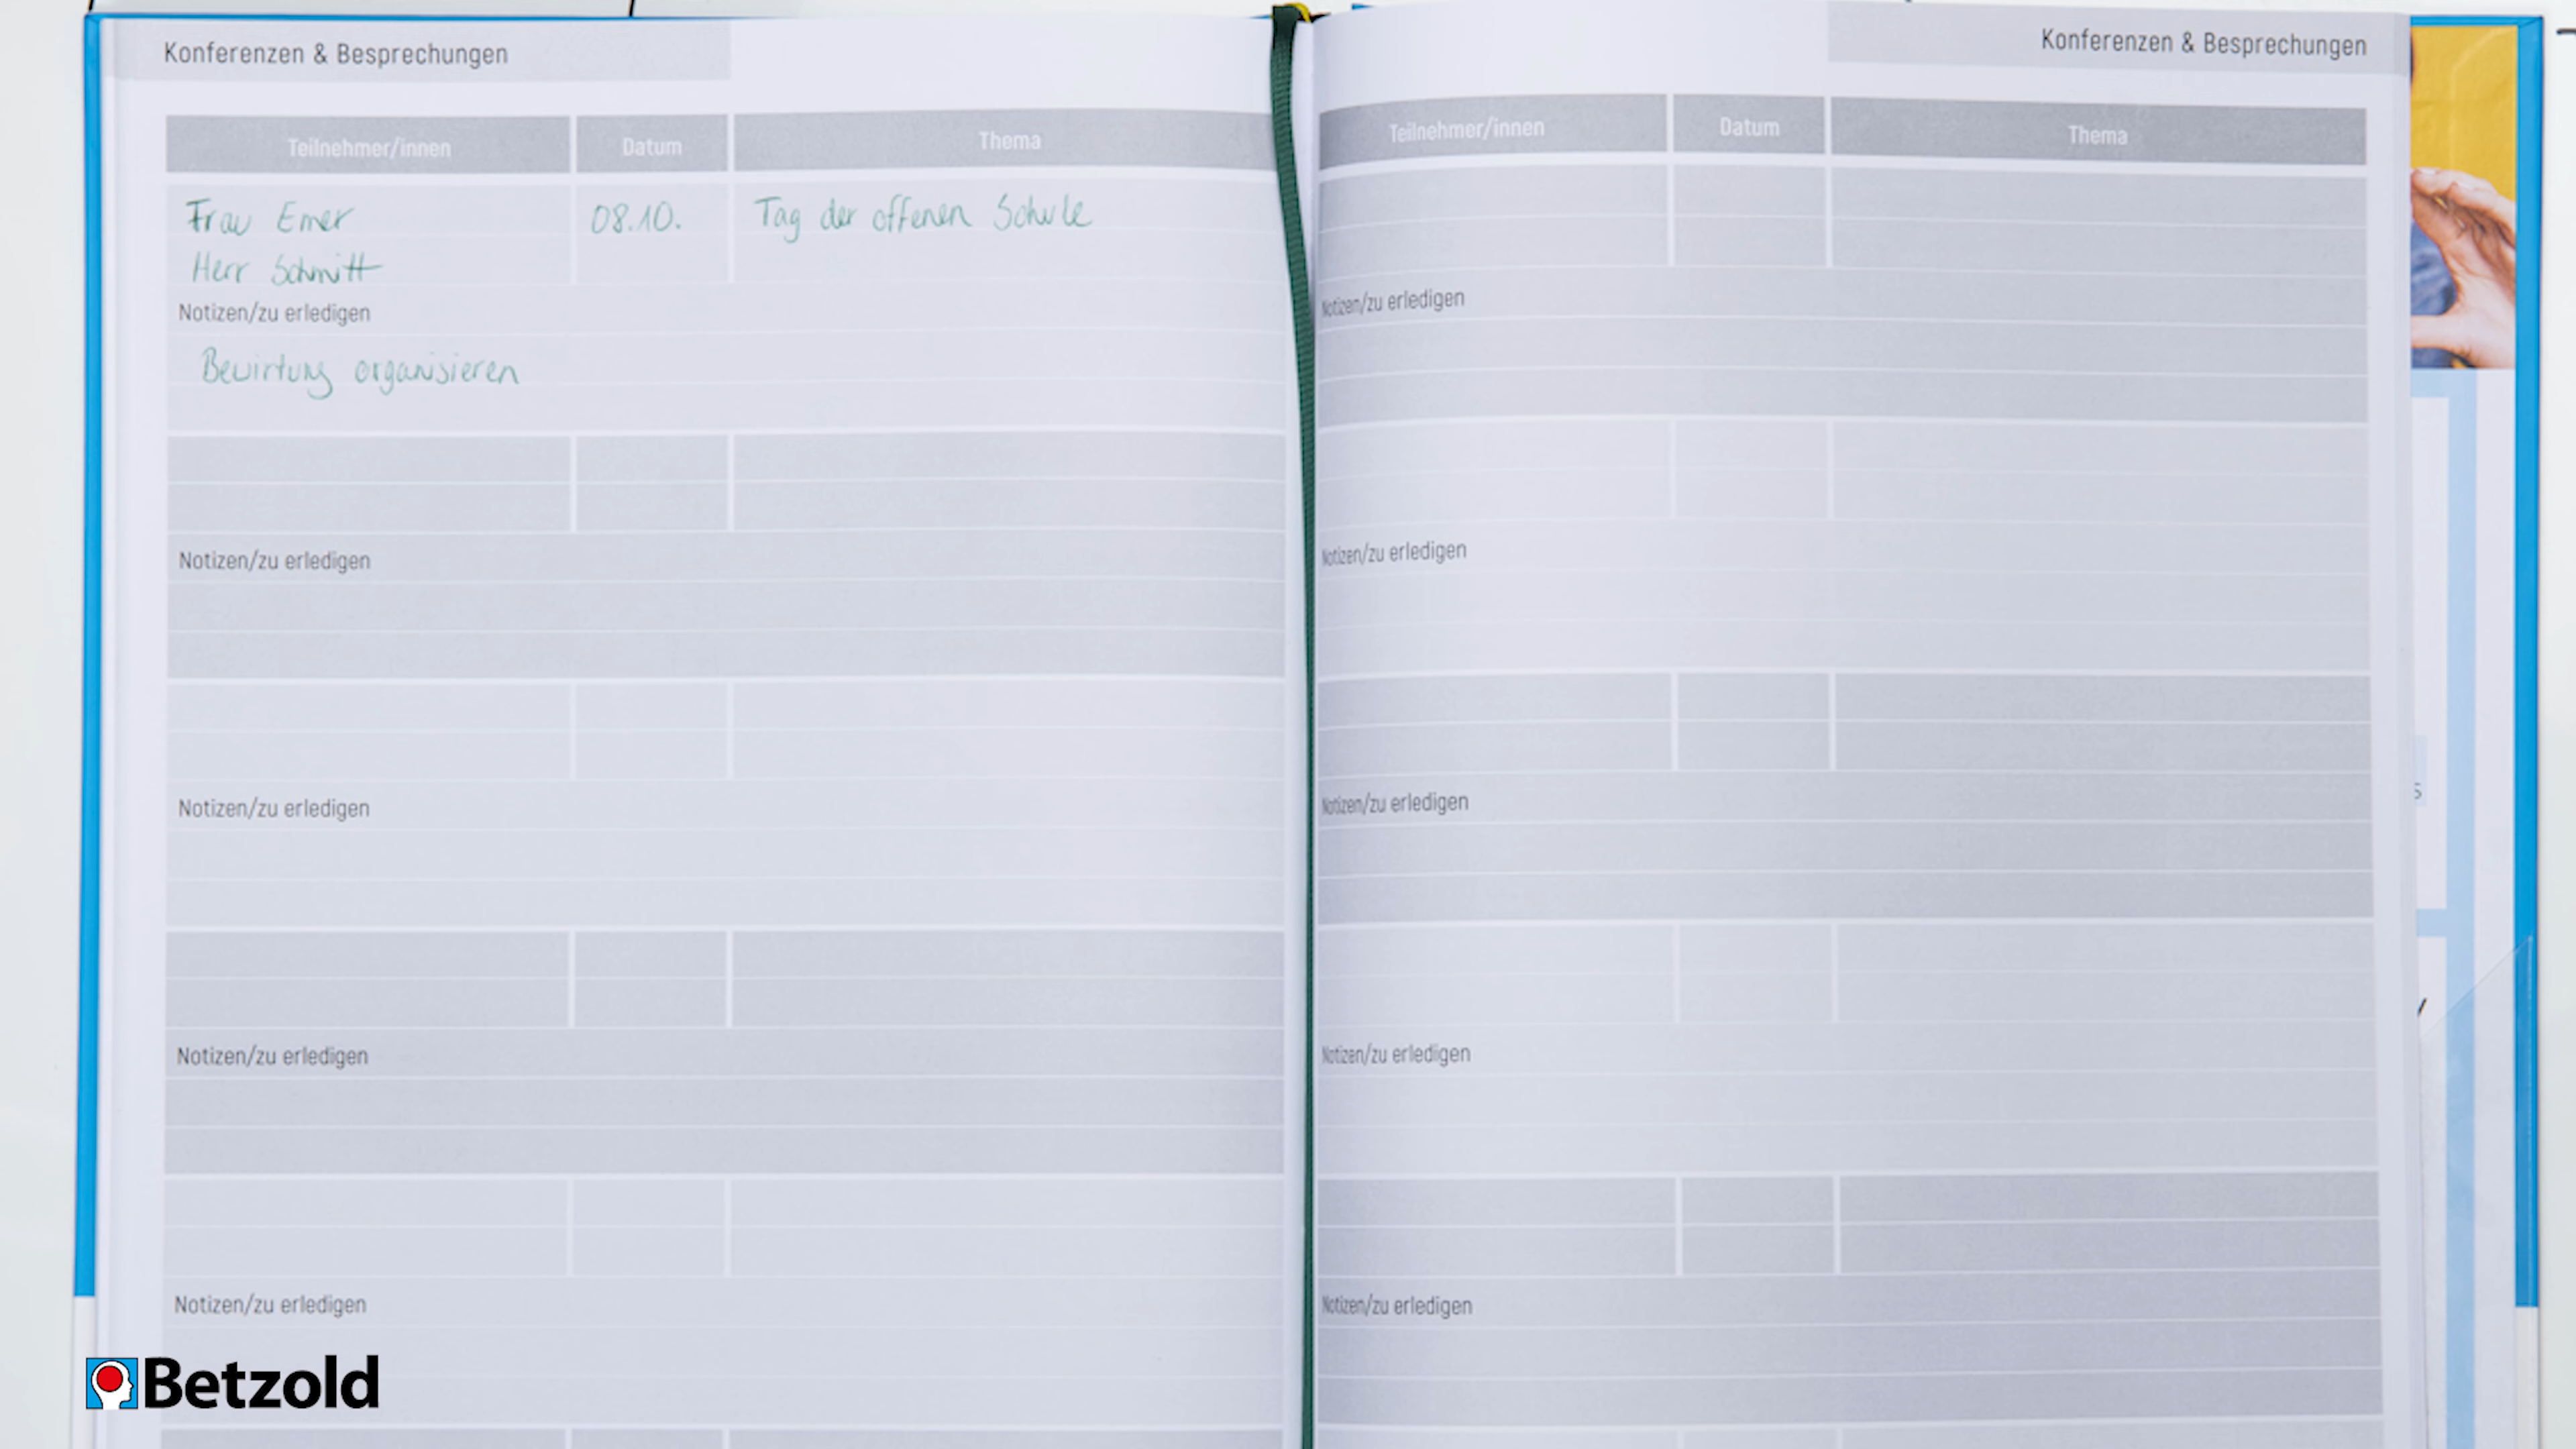 Konferenzen & Besprechungen
Teilnehmer/innen Datum Thema
Frau Emer 08.10. Tag der offenen Schule
Herr Schmitt
Notizen/zu erledigen
Bewirtung organisieren
Notizen/zu erledigen
Notizen/zu erledigen
Notizen/zu erledigen
Notizen/zu erledigen
Konferenzen & Besprechungen
Teilnehmer/innen Datum Thema
Notizen/zu erledigen
Notizen/zu erledigen
Notizen/zu erledigen
Notizen/zu erledigen
Notizen/zu erledigen
Betzold